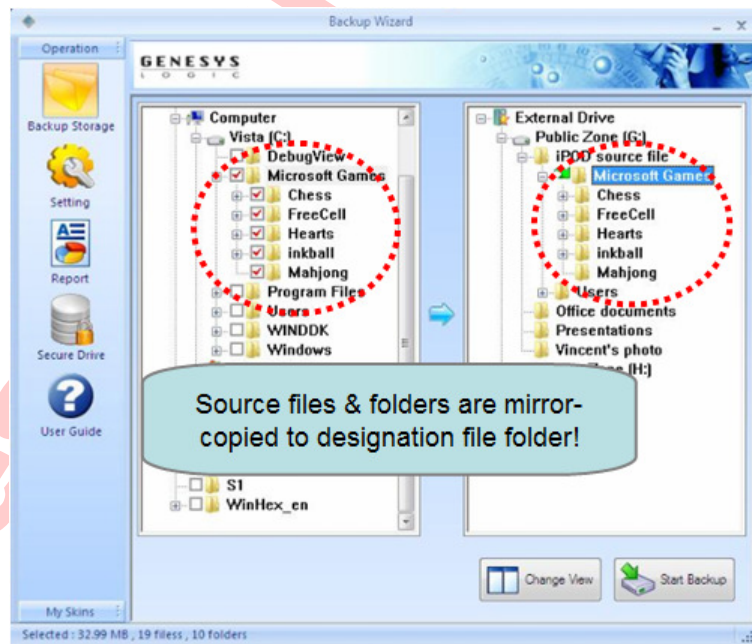 Backup Wizard
Operation
Backup Storage
Setting
Report
Secure Drive
User Guide
My Skins
GENESYS
LOGIC
Computer
Vista (C:)
DebugView
Microsoft Games
Chess
FreeCell
Hearts
inkball
Mahjong
Program Files
Users
WINDDK
Windows
S1
WinHex_en
External Drive
Public Zone (G:)
iPOD source file
Microsoft Games
Chess
FreeCell
Hearts
inkball
Mahjong
Users
Office documents
Presentations
Vincent's photo
(H:)
Source files & folders are mirror-
copied to designation file folder!
Change View
Start Backup
Selected : 32.99 MB , 19 filess , 10 folders